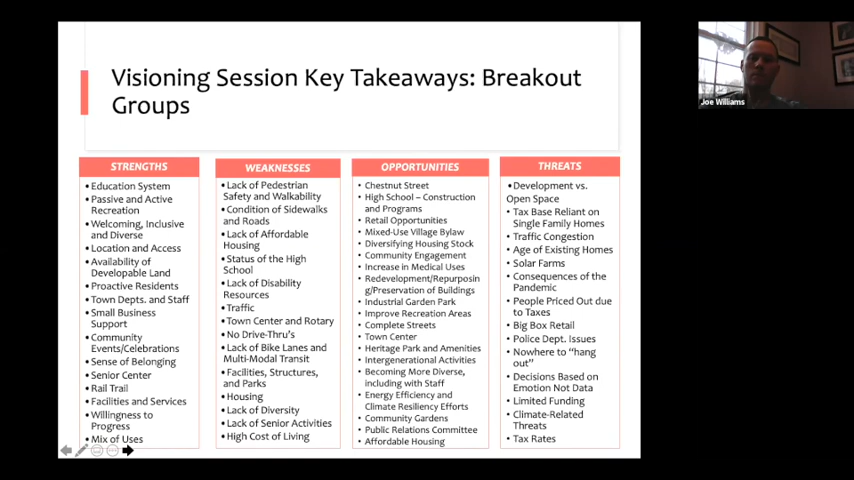 Visioning Session Key Takeaways: Breakout
Groups
Joe Williams
STRENGTHS
• Education System
• Passive and Active
Recreation
• Welcoming, Inclusive
and Diverse
• Location and Access
• Availability of
Developable Land
• Proactive Residents
• Town Depts. and Staff
• Small Business
Support
• Community
Events/Celebrations
• Sense of Belonging
• Senior Center
• Rail Trail
• Facilities and Services
• Willingness to
Progress
• Mix of Uses
WEAKNESSES
• Lack of Pedestrian
Safety and Walkability
• Condition of Sidewalks
and Roads
• Lack of Affordable
Housing
• Status of the High
School
• Lack of Disability
Resources
• Traffic
• Town Center and Rotary
• No Drive-Thru's
• Lack of Bike Lanes and
Multi-Modal Transit
• Facilities, Structures,
and Parks
• Housing
• Lack of Diversity
• Lack of Senior Activities
• High Cost of Living
OPPORTUNITIES
• Chestnut Street
• High School – Construction
and Programs
• Retail Opportunities
• Mixed-Use Village Bylaw
• Diversifying Housing Stock
• Community Engagement
• Increase in Medical Uses
• Redevelopment/Repurposin
g/Preservation of Buildings
• Industrial Garden Park
• Improve Recreation Areas
• Complete Streets
• Town Center
• Heritage Park and Amenities
• Intergenerational Activities
• Becoming More Diverse,
including with Staff
• Energy Efficiency and
Climate Resiliency Efforts
• Community Gardens
• Public Relations Committee
• Affordable Housing
THREATS
• Development vs.
Open Space
• Tax Base Reliant on
Single Family Homes
• Traffic Congestion
• Age of Existing Homes
• Solar Farms
• Consequences of the
Pandemic
• People Priced Out due
to Taxes
• Big Box Retail
• Police Dept. Issues
• Nowhere to "hang
out"
• Decisions Based on
Emotion Not Data
• Limited Funding
• Climate-Related
Threats
• Tax Rates